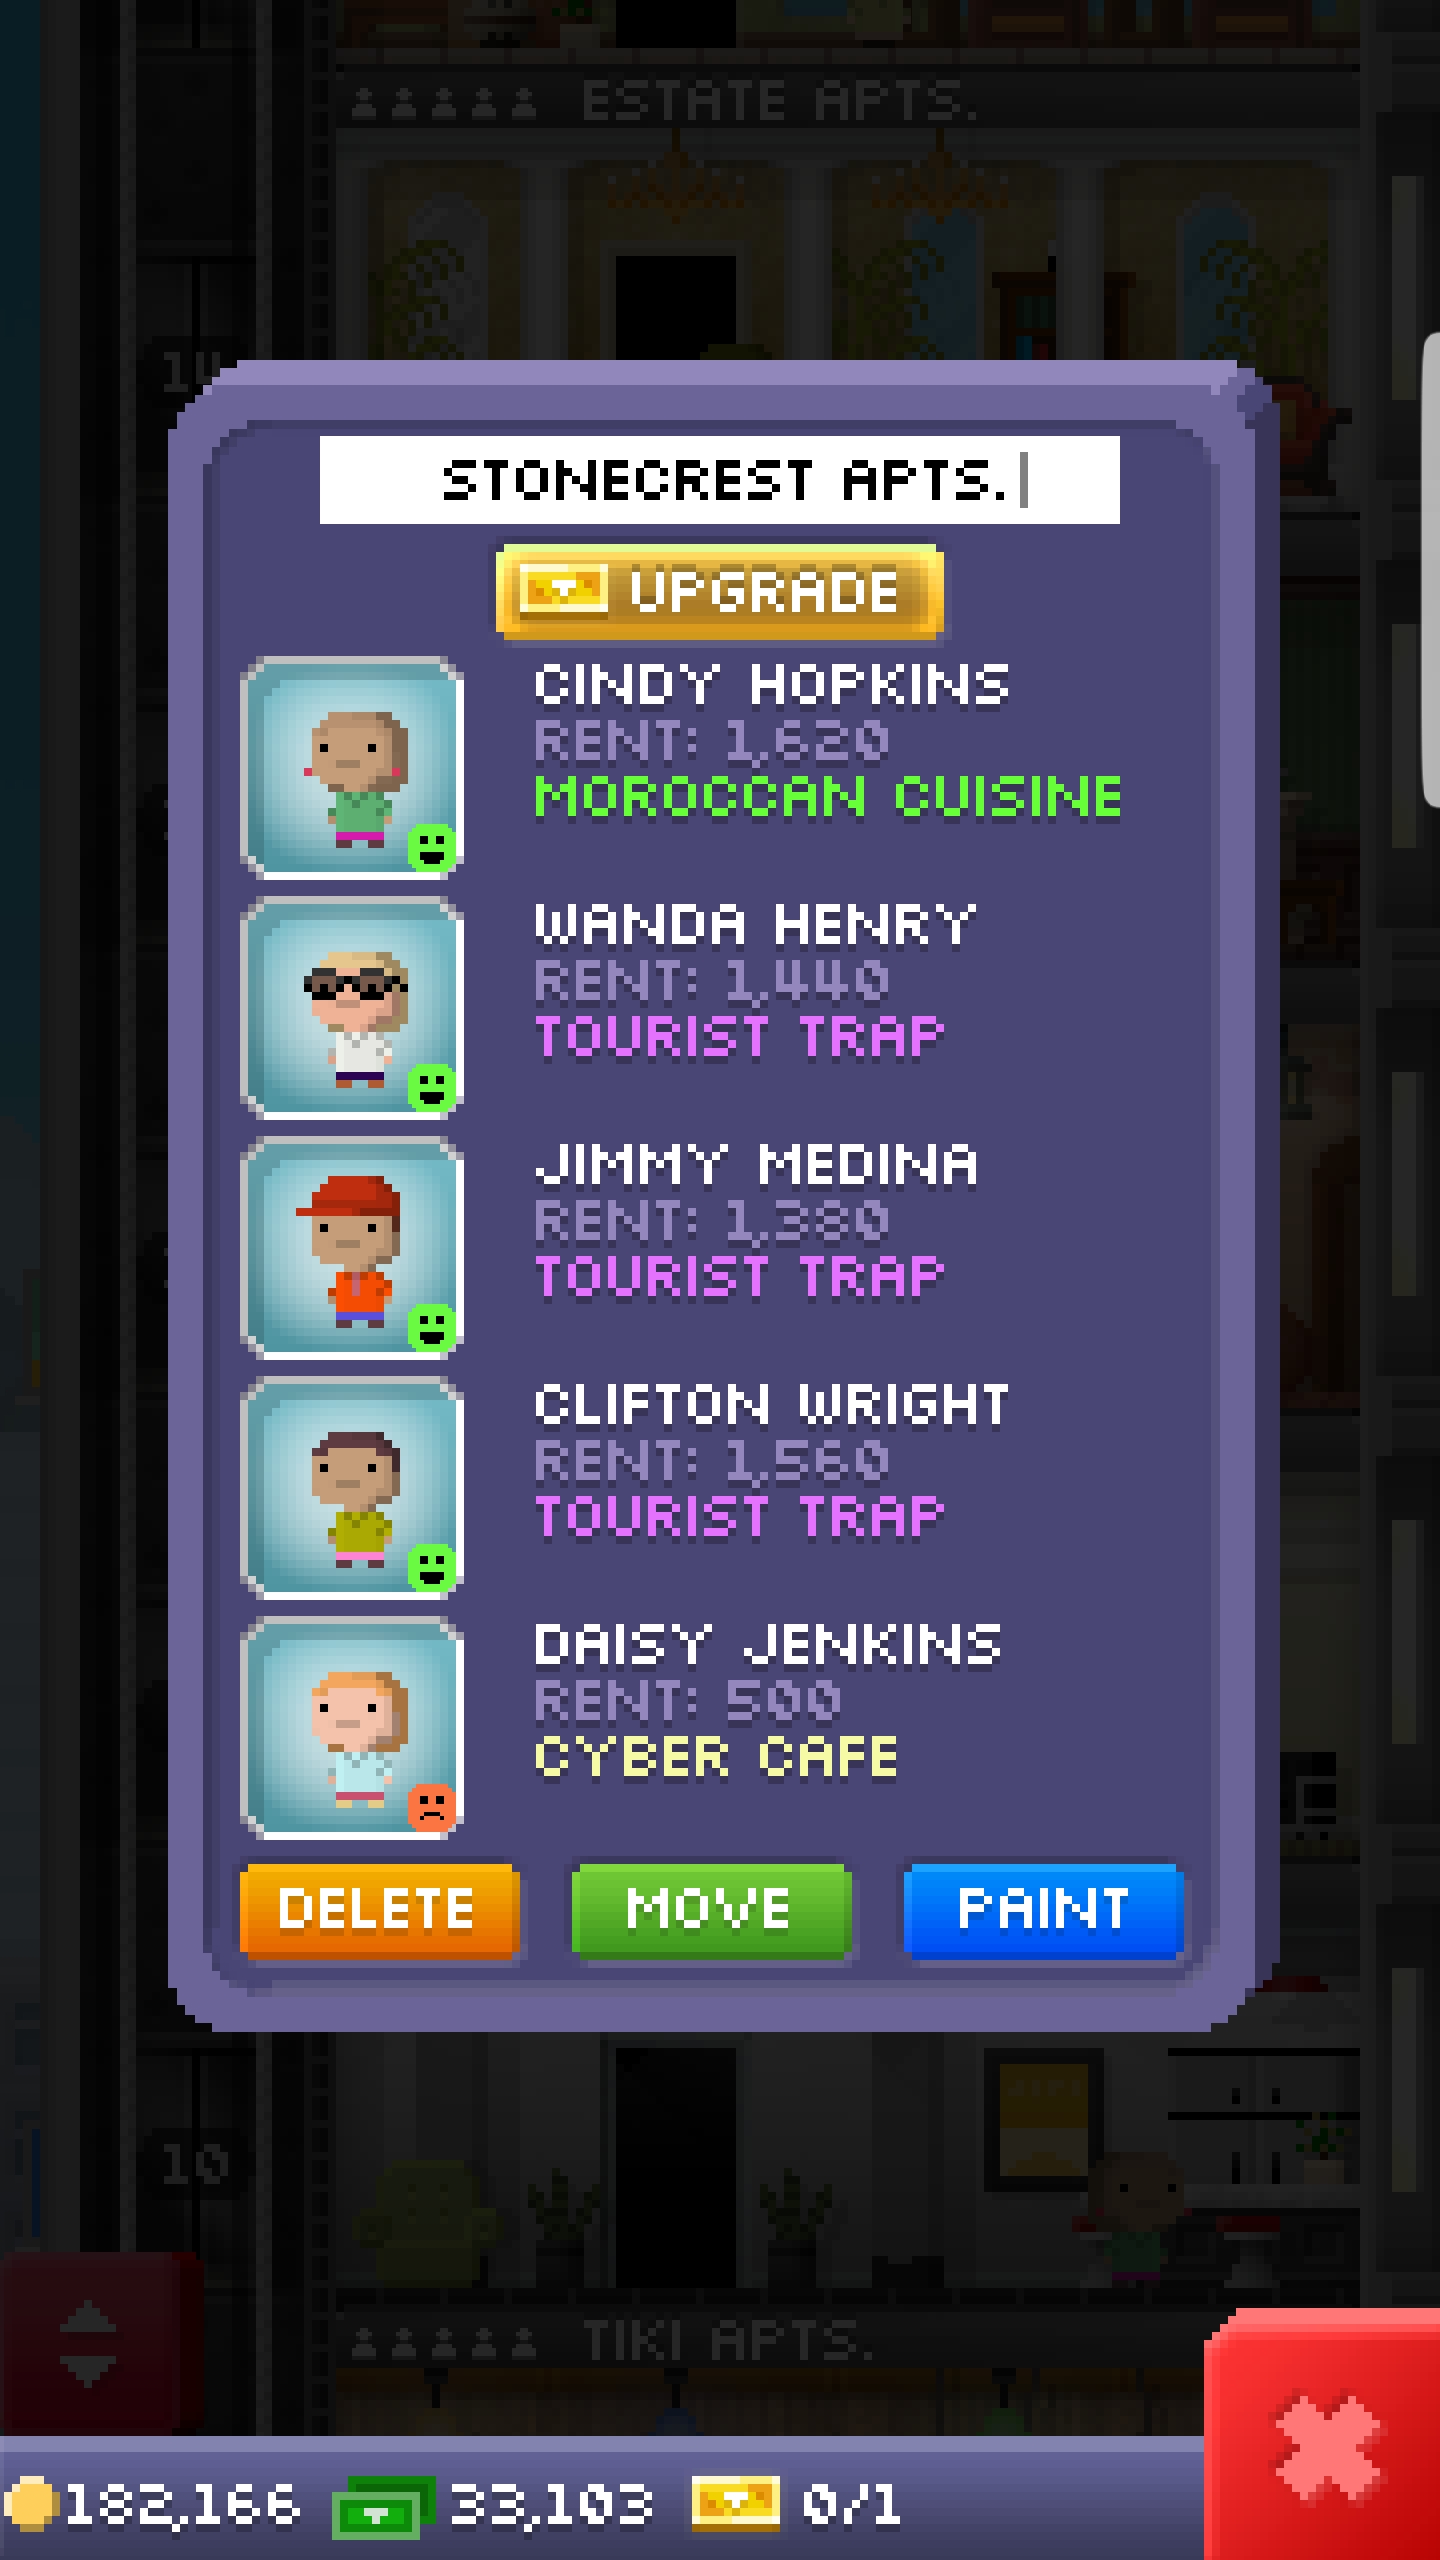 ESTATE APTS.
14
STONECREST APTS.
UPGRADE
CINDY HOPKINS
RENT: 1,620
MOROCCAN CUISINE
WANDA HENRY
RENT: 1,440
TOURIST TRAP
JIMMY MEDINA
RENT: 1,380
TOURIST TRAP
CLIFTON WRIGHT
RENT: 1,560
TOURIST TRAP
DAISY JENKINS
RENT: 500
CYBER CAFE
DELETE MOVE PAINT
10
TIKI APTS.
182,166 33,103 0/1